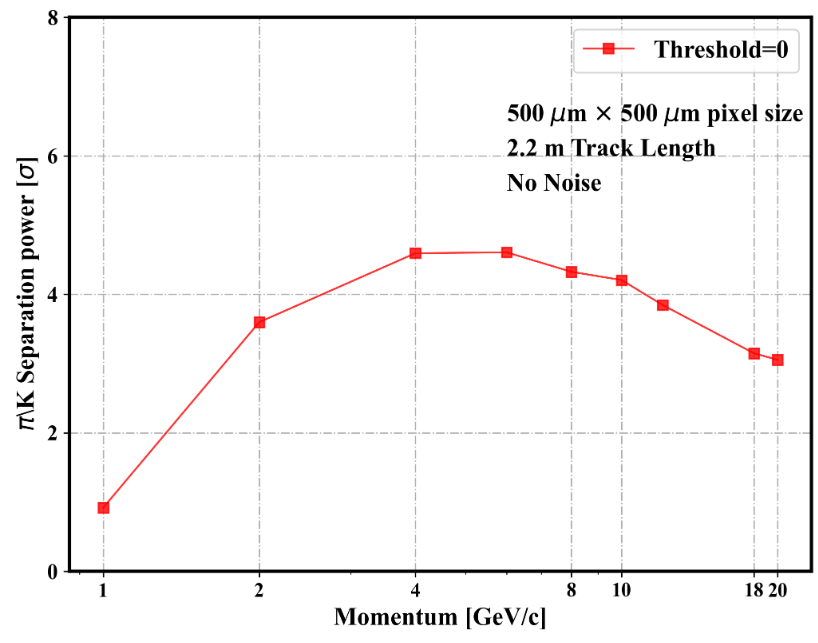 8
Threshold=0
500 μm × 500 μm pixel size
6
2.2 m Track Length
No Noise
π\K Separation power [σ]
4
2
0
1 2 4 8 10 18 20
Momentum [GeV/c]